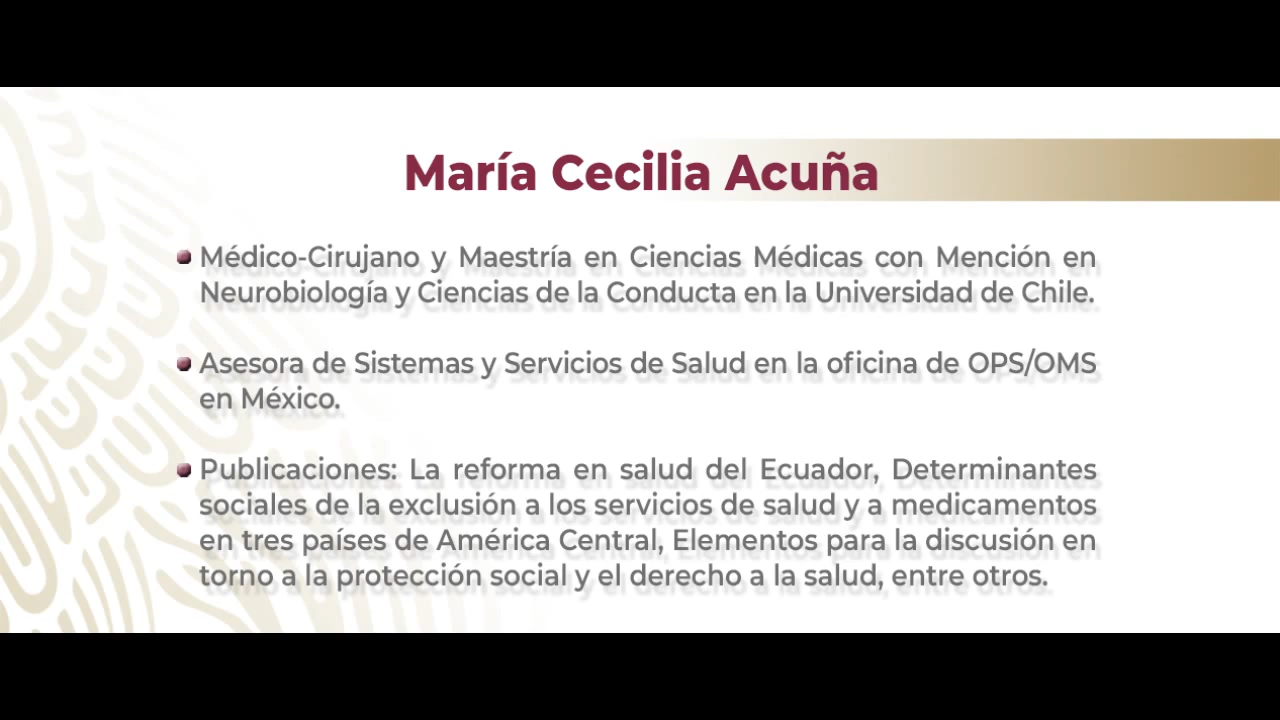 María Cecilia Acuña
Médico-Cirujano y Maestría en Ciencias Médicas con Mención en
Neurobiología y Ciencias de la Conducta en la Universidad de Chile.
Asesora de Sistemas y Servicios de Salud en la oficina de OPS/OMS
en México.
Publicaciones: La reforma en salud del Ecuador, Determinantes
sociales de la exclusión a los servicios de salud y a medicamentos
en tres países de América Central, Elementos para la discusión en
torno a la protección social y el derecho a la salud, entre otros.